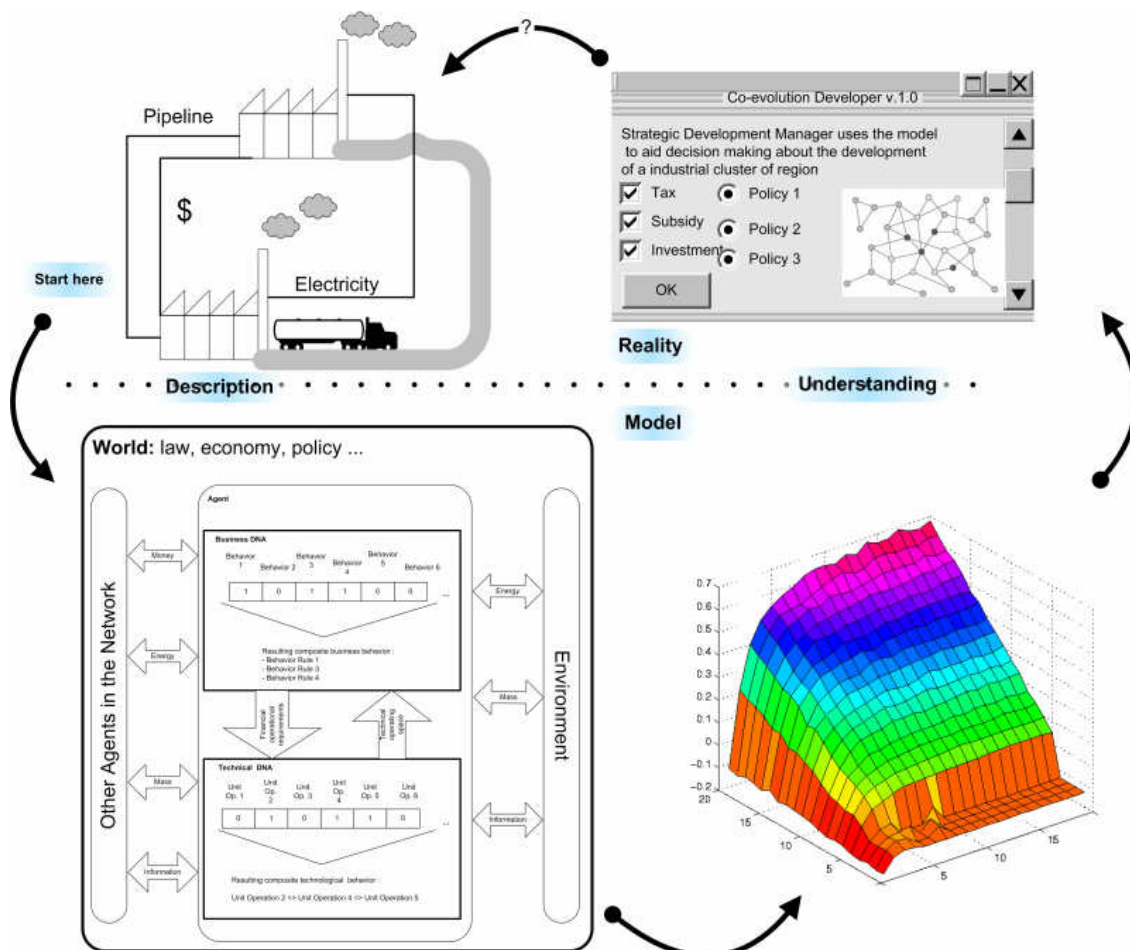 ?
Pipeline
$
Electricity
Start here
Co-evolution Developer v.1.0
Strategic Development Manager uses the model
to aid decision making about the development
of a industrial cluster of region
Tax
Policy 1
Subsidy
Policy 2
Investment
Policy 3
OK
Reality
Description
Understanding
Model
World: law, economy, policy ...
Other Agents in the Network
Money
Energy
Mass
Information
Agent
Business DNA
Behavior
1
Behavior 2
Behavior
3
Behavior
4
Behavior
5
Behavior 6
1 0 1 1 0 0 ...
Resulting composite business behavior :
- Behavior Rule 1
- Behavior Rule 3
- Behavior Rule 4
Financial
operational
requirements
Technical
operating
space
Technical DNA
Unit
Op. 1
Unit
Op.
2
Unit
Op. 3
Unit
Op.
4
Unit
Op. 5
Unit
Op. 6
0 1 0 1 1 0 ...
Resulting composite technological behavior :
Unit Operation 2 => Unit Operation 4 => Unit Operation 5
Energy
Mass
Information
Environment
0.7
0.6
0.5
0.4
0.3
0.2
0.1
0
−0.1
−0.2
20
15
10
5
5
10
15